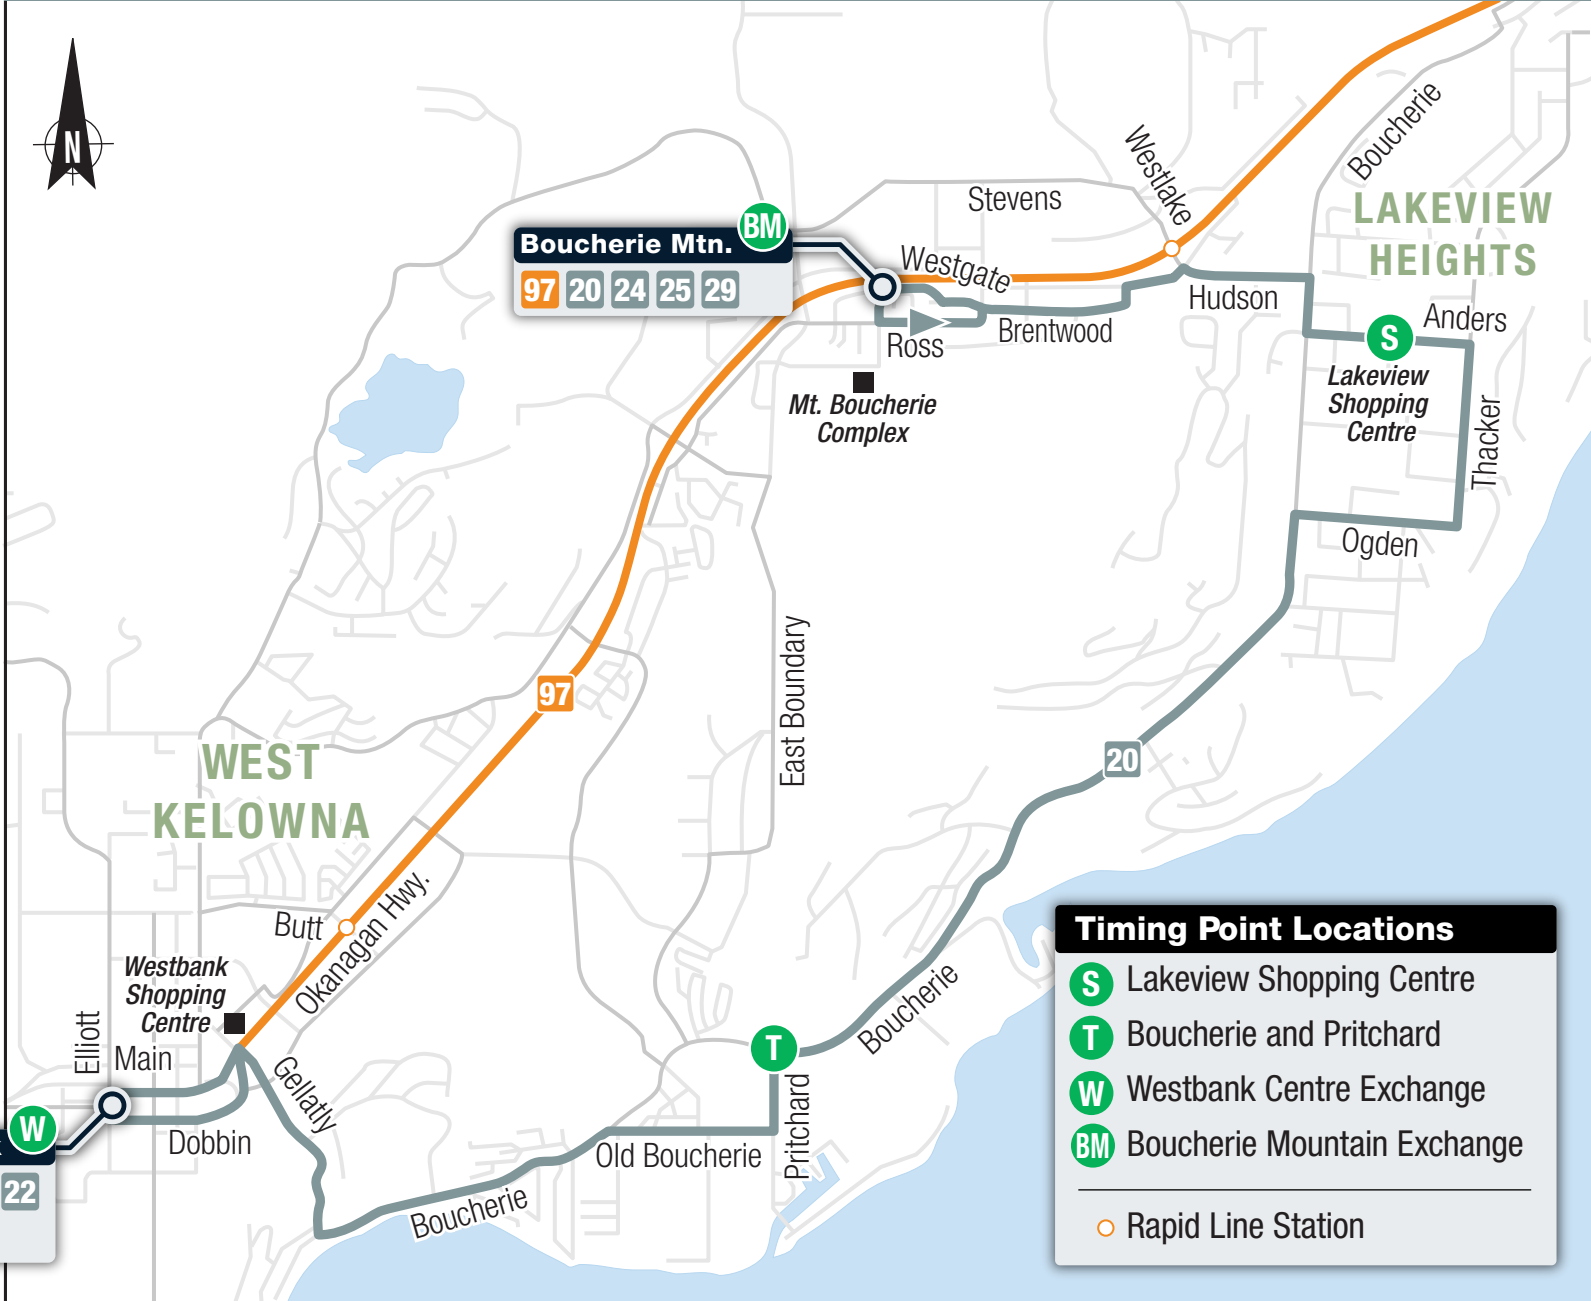 N
Westlake
Boucherie
Stevens
LAKEVIEW
HEIGHTS
BM
Boucherie Mtn.
97 20 24 25 29
Westgate
Hudson
Anders
S
Brentwood
Ross
Lakeview
Shopping
Centre
Mt. Boucherie
Complex
Thacker
Ogden
East Boundary
97
WEST
KELOWNA
20
Butt
Okanagan Hwy.
Westbank
Shopping
Centre
Elliott
Main
Gellatly
Dobbin
W
22
Boucherie
Old Boucherie
T
Pritchard
Boucherie
Timing Point Locations
S Lakeview Shopping Centre
T Boucherie and Pritchard
W Westbank Centre Exchange
BM Boucherie Mountain Exchange
Rapid Line Station